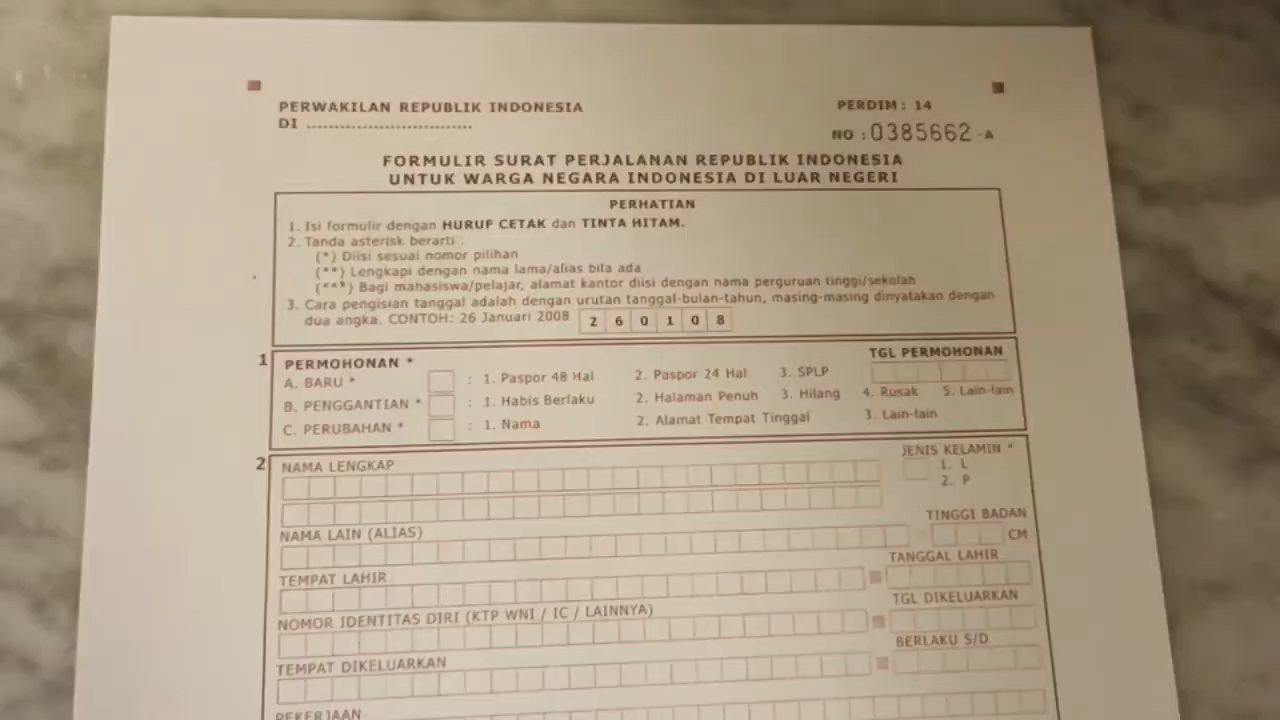 PERWAKILAN REPUBLIK INDONESIA
DI ..............................
PERDIM : 14
NO : 0385662 -A
FORMULIR SURAT PERJALANAN REPUBLIK INDONESIA
UNTUK WARGA NEGARA INDONESIA DI LUAR NEGERI
PERHATIAN
1. Isi formulir dengan HURUF CETAK dan TINTA HITAM.
2. Tanda asterisk berarti :
(*) Diisi sesuai nomor pilihan
(**) Lengkapi dengan nama lama/alias bila ada
(***) Bagi mahasiswa/pelajar, alamat kantor diisi dengan nama perguruan tinggi/sekolah
3. Cara pengisian tanggal adalah dengan urutan tanggal-bulan-tahun, masing-masing dinyatakan dengan
dua angka. CONTOH: 26 Januari 2008 2 6 0 1 0 8
1 PERMOHONAN * TGL PERMOHONAN
A. BARU * : 1. Paspor 48 Hal 2. Paspor 24 Hal 3. SPLP
B. PENGGANTIAN * : 1. Habis Berlaku 2. Halaman Penuh 3. Hilang 4. Rusak 5. Lain-lain
C. PERUBAHAN * : 1. Nama 2. Alamat Tempat Tinggal 3. Lain-lain
2 NAMA LENGKAP JENIS KELAMIN *
1. L
2. P
NAMA LAIN (ALIAS) TINGGI BADAN
CM
TEMPAT LAHIR TANGGAL LAHIR
NOMOR IDENTITAS DIRI (KTP WNI / IC / LAINNYA) TGL DIKELUARKAN
TEMPAT DIKELUARKAN BERLAKU S/D
PEKERJAAN